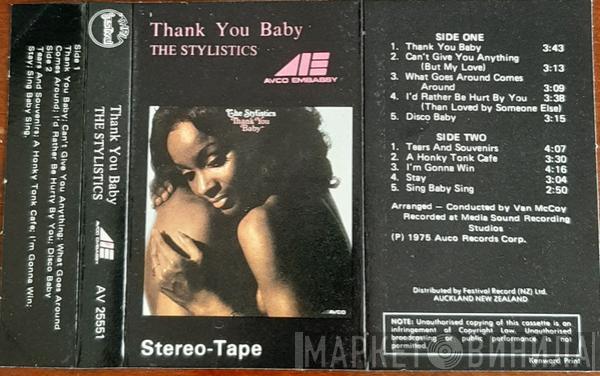 Side 1
Thank You Baby; Can't Give You Anything; What Goes Around
Comes Around; I'd Rather Be Hurty By You; Disco Baby
Side 2
Tears And Souvenirs; A Honky Tonk Cafe; I'm Gonna Win;
Stay; Sing Baby Sing.
Thank You Baby
THE STYLISTICS
AVCO EMBASSY
AV 25551
Thank You Baby
THE STYLISTICS
AVCO EMBASSY
The Stylistics
"Thank You
Baby"
AVCO
Stereo-Tape
SIDE ONE
1. Thank You Baby 3:43
2. Can't Give You Anything
(But My Love) 3:13
3. What Goes Around Comes
Around 3:09
4. I'd Rather Be Hurt By You 3:38
(Than Loved by Someone Else)
5. Disco Baby 3:15
SIDE TWO
1. Tears And Souvenirs 4:07
2. A Honky Tonk Cafe 3:30
3. I'm Gonna Win 4:16
4. Stay 3:04
5. Sing Baby Sing 2:50
Arranged - Conducted by Van McCoy
Recorded at Media Sound Recording
Studios
(P) 1975 Auco Records Corp.
Distributed by Festival Record (NZ) Ltd.
AUCKLAND NEW ZEALAND
NOTE: Unauthorised copying of this cassette is an
infringement of Copyright Law. Unauthorised
broadcasting or public performance is not
permitted.
Kenword Print
МАРКЕТ ВИНИЛА